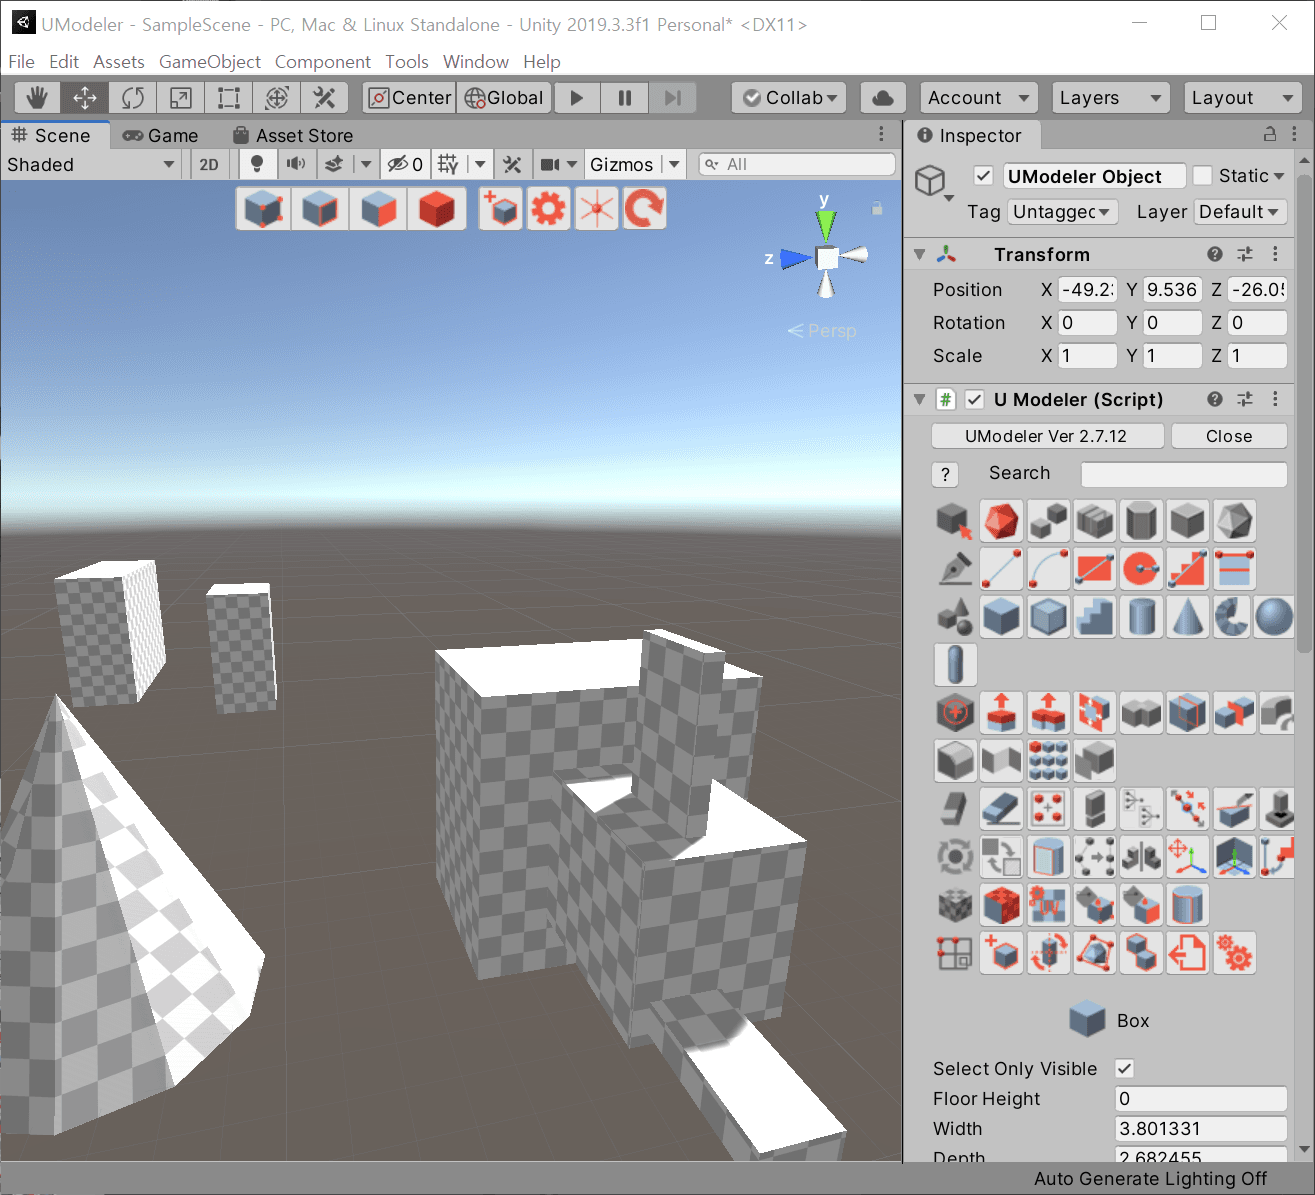 UModeler - SampleScene - PC, Mac & Linux Standalone - Unity 2019.3.3f1 Personal* <DX11>
File Edit Assets GameObject Component Tools Window Help
Center Global Collab Account Layers Layout
Scene Game Asset Store
Inspector
Shaded 2D 0 Gizmos All
UModeler Object Static
Tag Untagged Layer Default
y
z
Persp
Transform
Position X -49.23 Y 9.536 Z -26.05
Rotation X 0 Y 0 Z 0
Scale X 1 Y 1 Z 1
# U Modeler (Script)
UModeler Ver 2.7.12 Close
? Search
Box
Select Only Visible
Floor Height 0
Width 3.801331
Depth 2.682455
Auto Generate Lighting Off